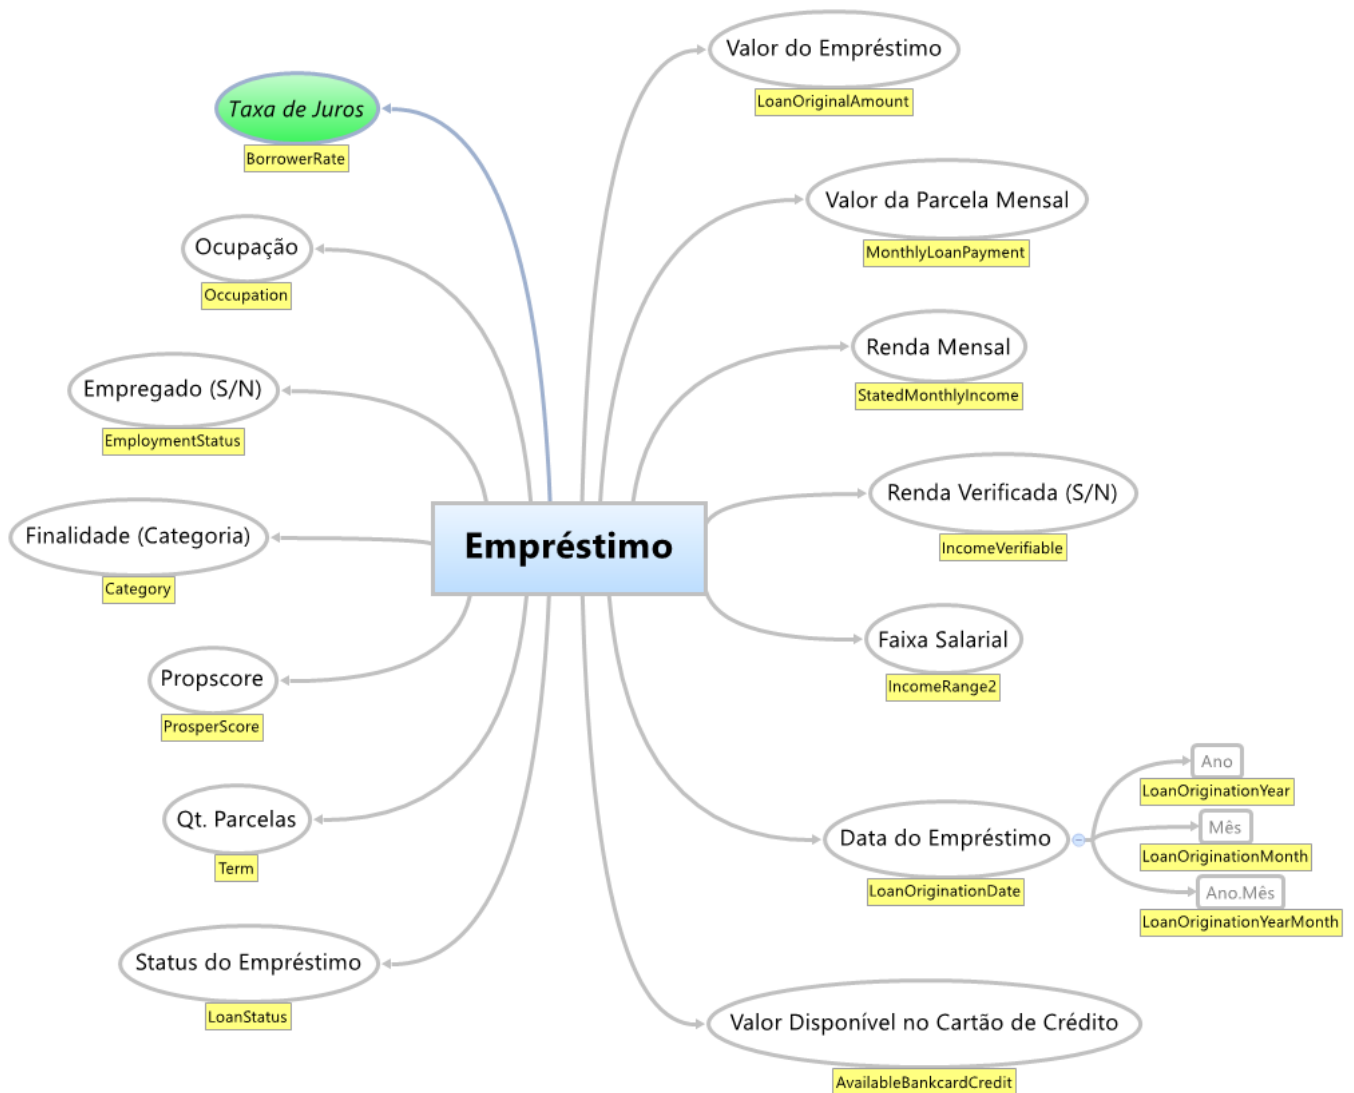 Valor do Empréstimo
LoanOriginalAmount
Taxa de Juros
BorrowerRate
Valor da Parcela Mensal
MonthlyLoanPayment
Ocupação
Occupation
Renda Mensal
StatedMonthlyIncome
Empregado (S/N)
EmploymentStatus
Renda Verificada (S/N)
IncomeVerifiable
Finalidade (Categoria)
Category
Empréstimo
Faixa Salarial
IncomeRange2
Propscore
ProsperScore
Ano
LoanOriginationYear
Qt. Parcelas
Term
Data do Empréstimo
LoanOriginationDate
Mês
LoanOriginationMonth
Ano.Mês
LoanOriginationYearMonth
Status do Empréstimo
LoanStatus
Valor Disponível no Cartão de Crédito
AvailableBankcardCredit